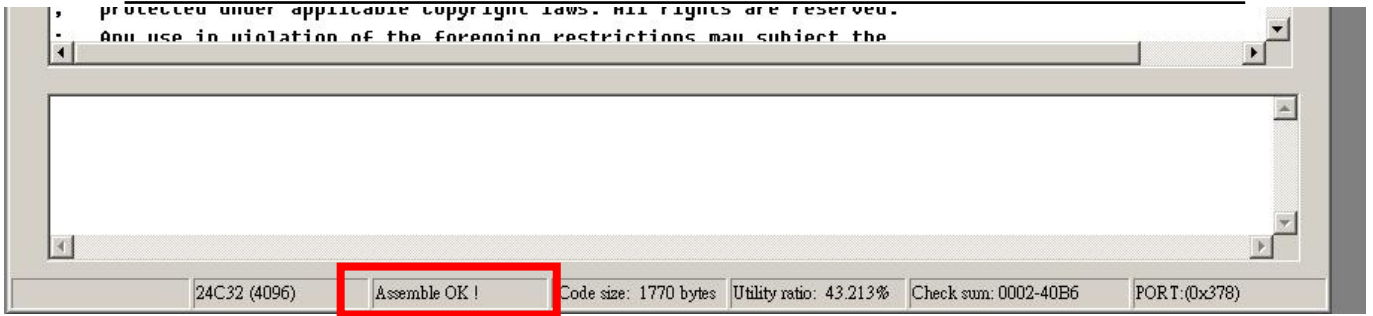 ; protected under applicable copyright laws. All rights are reserved.
; Any use in violation of the foregoing restrictions may subject the
24C32 (4096) Assemble OK ! Code size: 1770 bytes Utility ratio: 43.213% Check sum: 0002-40B6 PORT:(0x378)